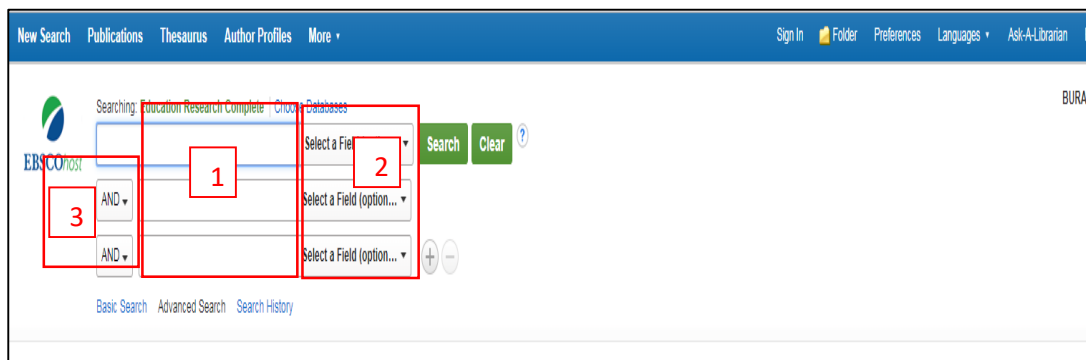 New Search Publications Thesaurus Author Profiles More
Sign In Folder Preferences Languages Ask-A-Librarian
BURA
Searching: Education Research Complete Choose Databases
Select a Fiel Search Clear ?
EBSCOhost
1
2
3
AND Select a Field (option...
AND Select a Field (option... + −
Basic Search Advanced Search Search History